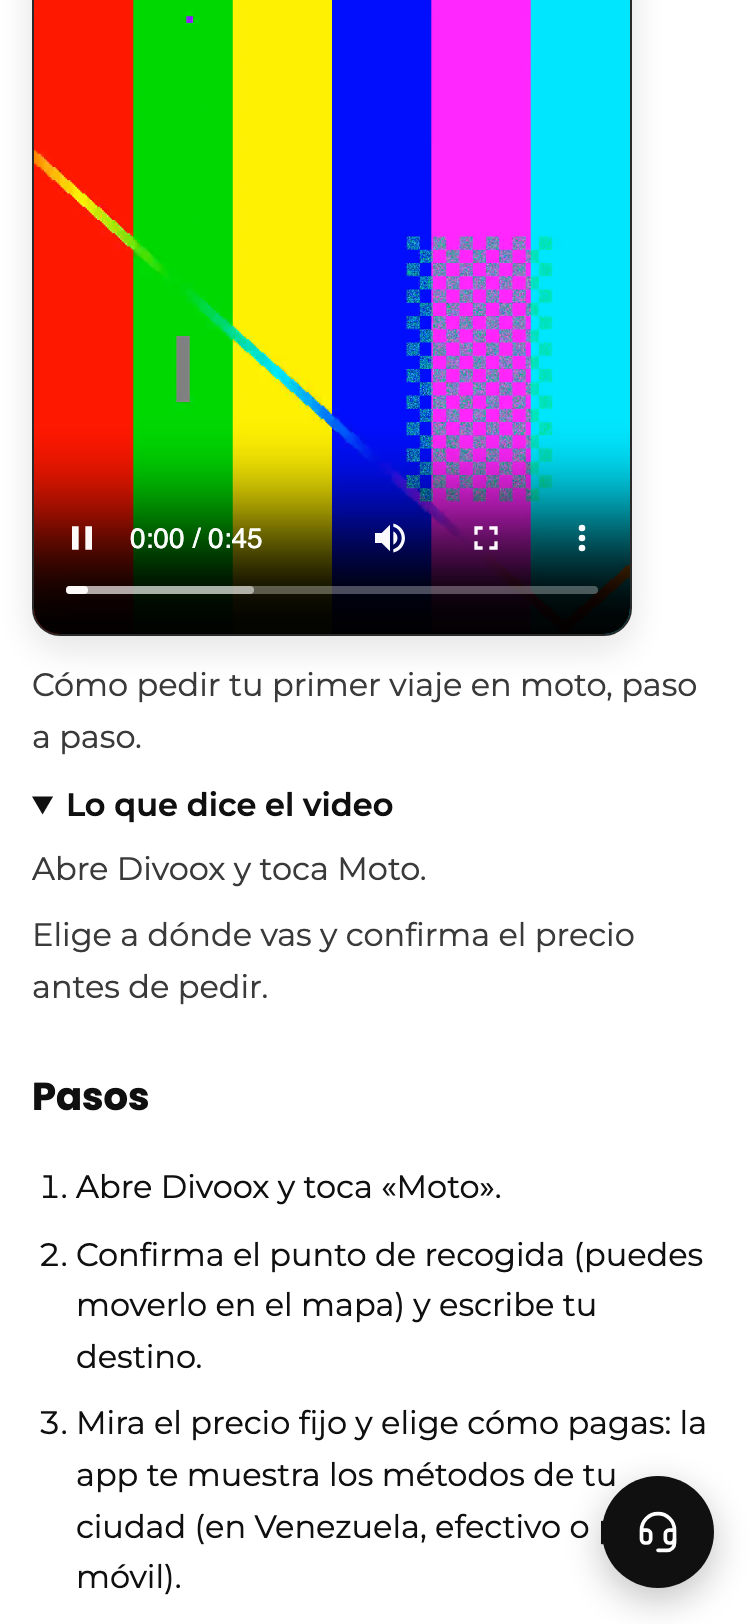 0:00 / 0:45
Cómo pedir tu primer viaje en moto, paso
a paso.
Lo que dice el video
Abre Divoox y toca Moto.
Elige a dónde vas y confirma el precio
antes de pedir.
Pasos
1. Abre Divoox y toca «Moto».
2. Confirma el punto de recogida (puedes
moverlo en el mapa) y escribe tu
destino.
3. Mira el precio fijo y elige cómo pagas: la
app te muestra los métodos de tu
ciudad (en Venezuela, efectivo o
móvil).